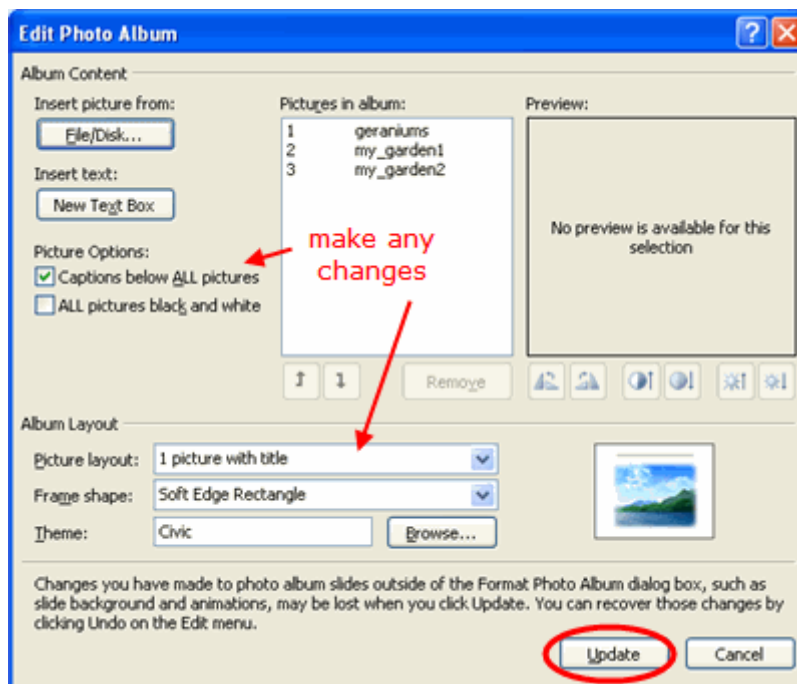 Edit Photo Album
Album Content
Insert picture from:
File/Disk...
Insert text:
New Text Box
Picture Options:
Captions below ALL pictures
ALL pictures black and white
Pictures in album:
1 geraniums
2 my_garden1
3 my_garden2
make any
changes
Remove
Preview:
No preview is available for this
selection
Album Layout
Picture layout: 1 picture with title
Frame shape: Soft Edge Rectangle
Theme: Civic Browse...
Changes you have made to photo album slides outside of the Format Photo Album dialog box, such as
slide background and animations, may be lost when you click Update. You can recover those changes by
clicking Undo on the Edit menu.
Update Cancel